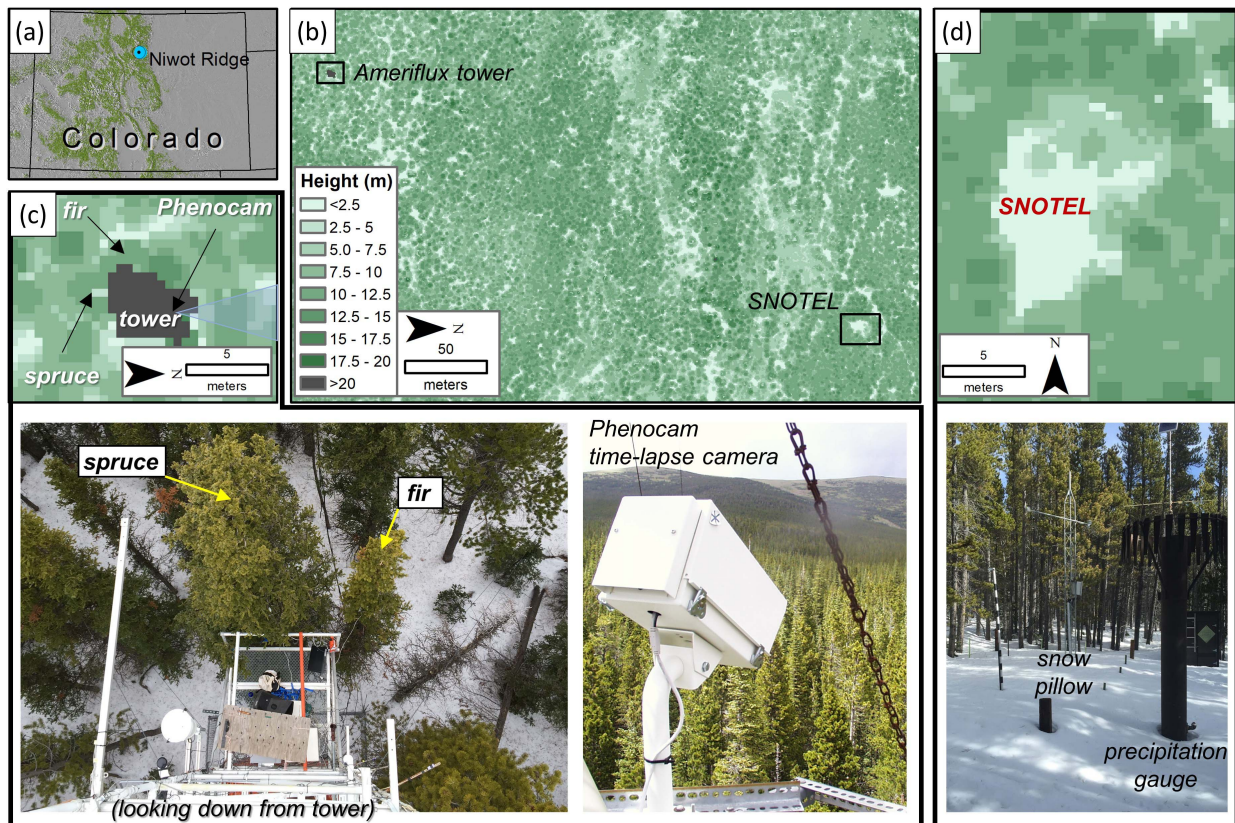 (a)
Niwot Ridge
Colorado
(b)
Ameriflux tower
SNOTEL
Height (m)
<2.5
2.5 - 5
5.0 - 7.5
7.5 - 10
10 - 12.5
12.5 - 15
15 - 17.5
17.5 - 20
>20
N
50
meters
(c)
fir
Phenocam
tower
spruce
N
5
meters
(d)
SNOTEL
5
meters
N
spruce
fir
(looking down from tower)
Phenocam
time-lapse camera
snow
pillow
precipitation
gauge